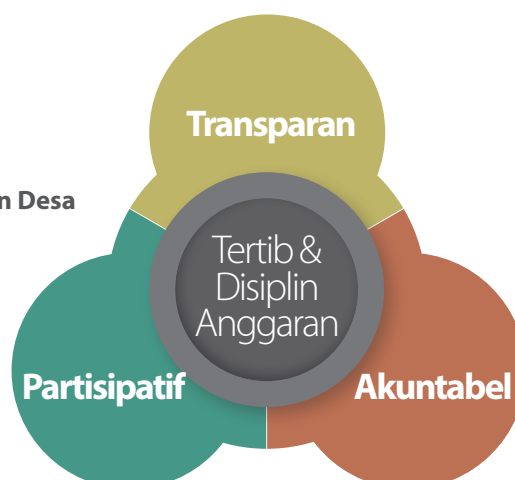 Transparan
n Desa
Tertib &
Disiplin
Anggaran
Partisipatif
Akuntabel